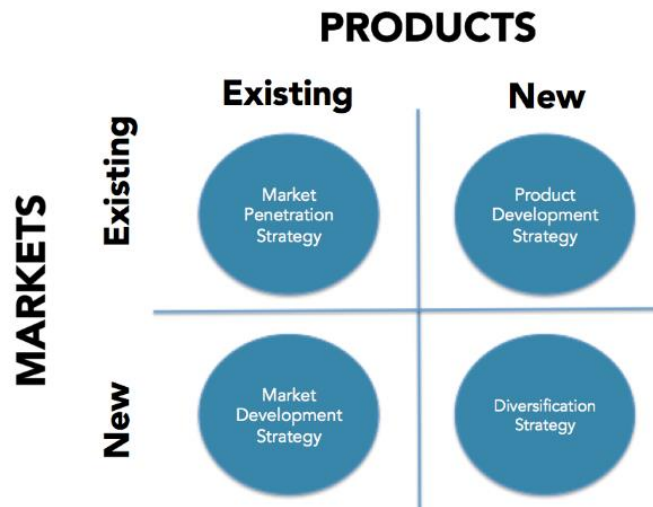 PRODUCTS
Existing New
MARKETS
Existing
Market
Penetration
Strategy
Product
Development
Strategy
New
Market
Development
Strategy
Diversification
Strategy